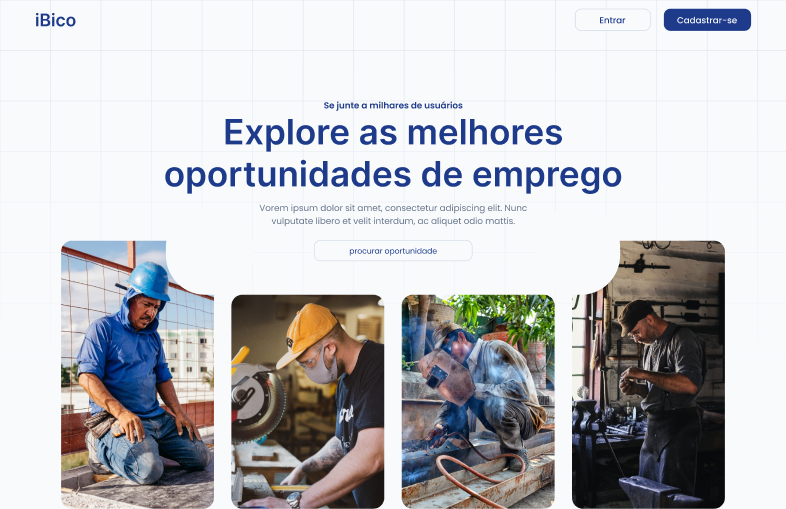 iBico
Entrar
Cadastrar-se
Se junte a milhares de usuários
Explore as melhores
oportunidades de emprego
Vorem ipsum dolor sit amet, consectetur adipiscing elit. Nunc
vulputate libero et velit interdum, ac aliquet odio mattis.
procurar oportunidade